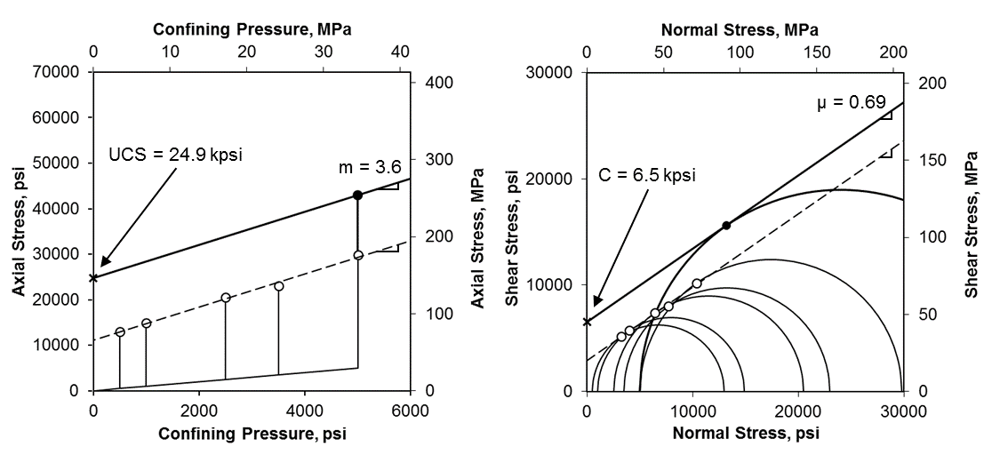 Confining Pressure, MPa
0 10 20 30 40
70000
60000
50000
40000
30000
20000
10000
0
Axial Stress, psi
UCS = 24.9 kpsi
m = 3.6
400
300
200
100
0
Axial Stress, MPa
0 2000 4000 6000
Confining Pressure, psi
Normal Stress, MPa
0 50 100 150 200
30000
20000
10000
0
Shear Stress, psi
μ = 0.69
C = 6.5 kpsi
200
150
100
50
0
Shear Stress, MPa
0 10000 20000 30000
Normal Stress, psi